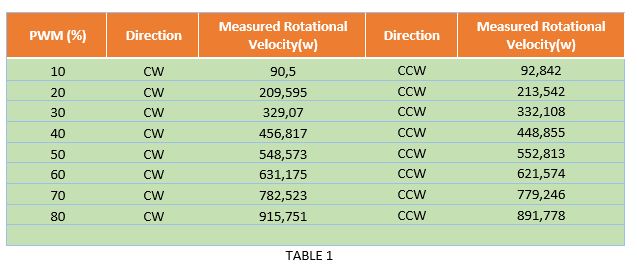 PWM (%) Direction Measured Rotational Velocity(w) Direction Measured Rotational Velocity(w)
10 CW 90,5 CCW 92,842
20 CW 209,595 CCW 213,542
30 CW 329,07 CCW 332,108
40 CW 456,817 CCW 448,855
50 CW 548,573 CCW 552,813
60 CW 631,175 CCW 621,574
70 CW 782,523 CCW 779,246
80 CW 915,751 CCW 891,778
TABLE 1